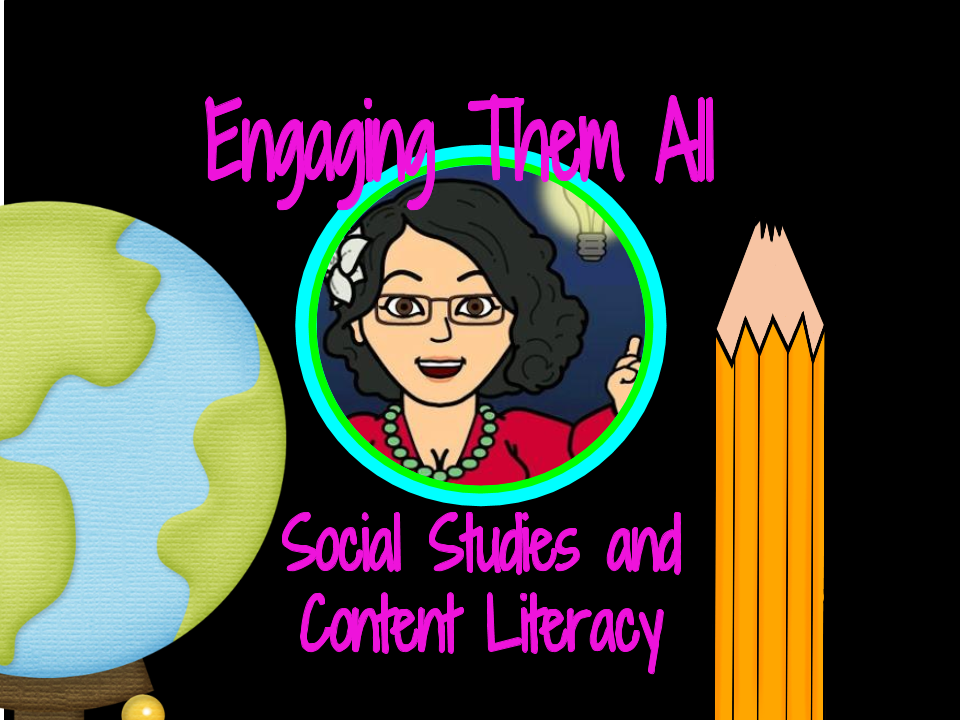 Engaging Them All
Social Studies and
Content Literacy